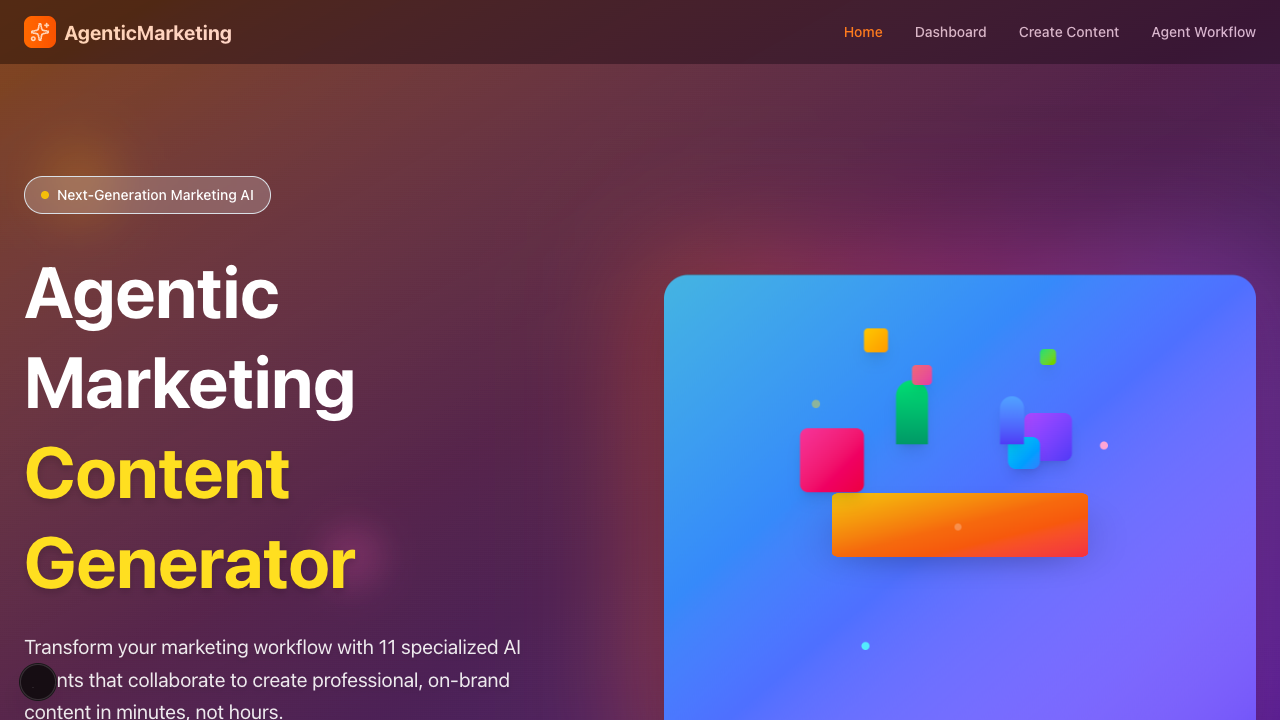 AgenticMarketing
Home
Dashboard
Create Content
Agent Workflow
Next-Generation Marketing AI
Agentic
Marketing
Content
Generator
Transform your marketing workflow with 11 specialized AI
nts that collaborate to create professional, on-brand
content in minutes, not hours.